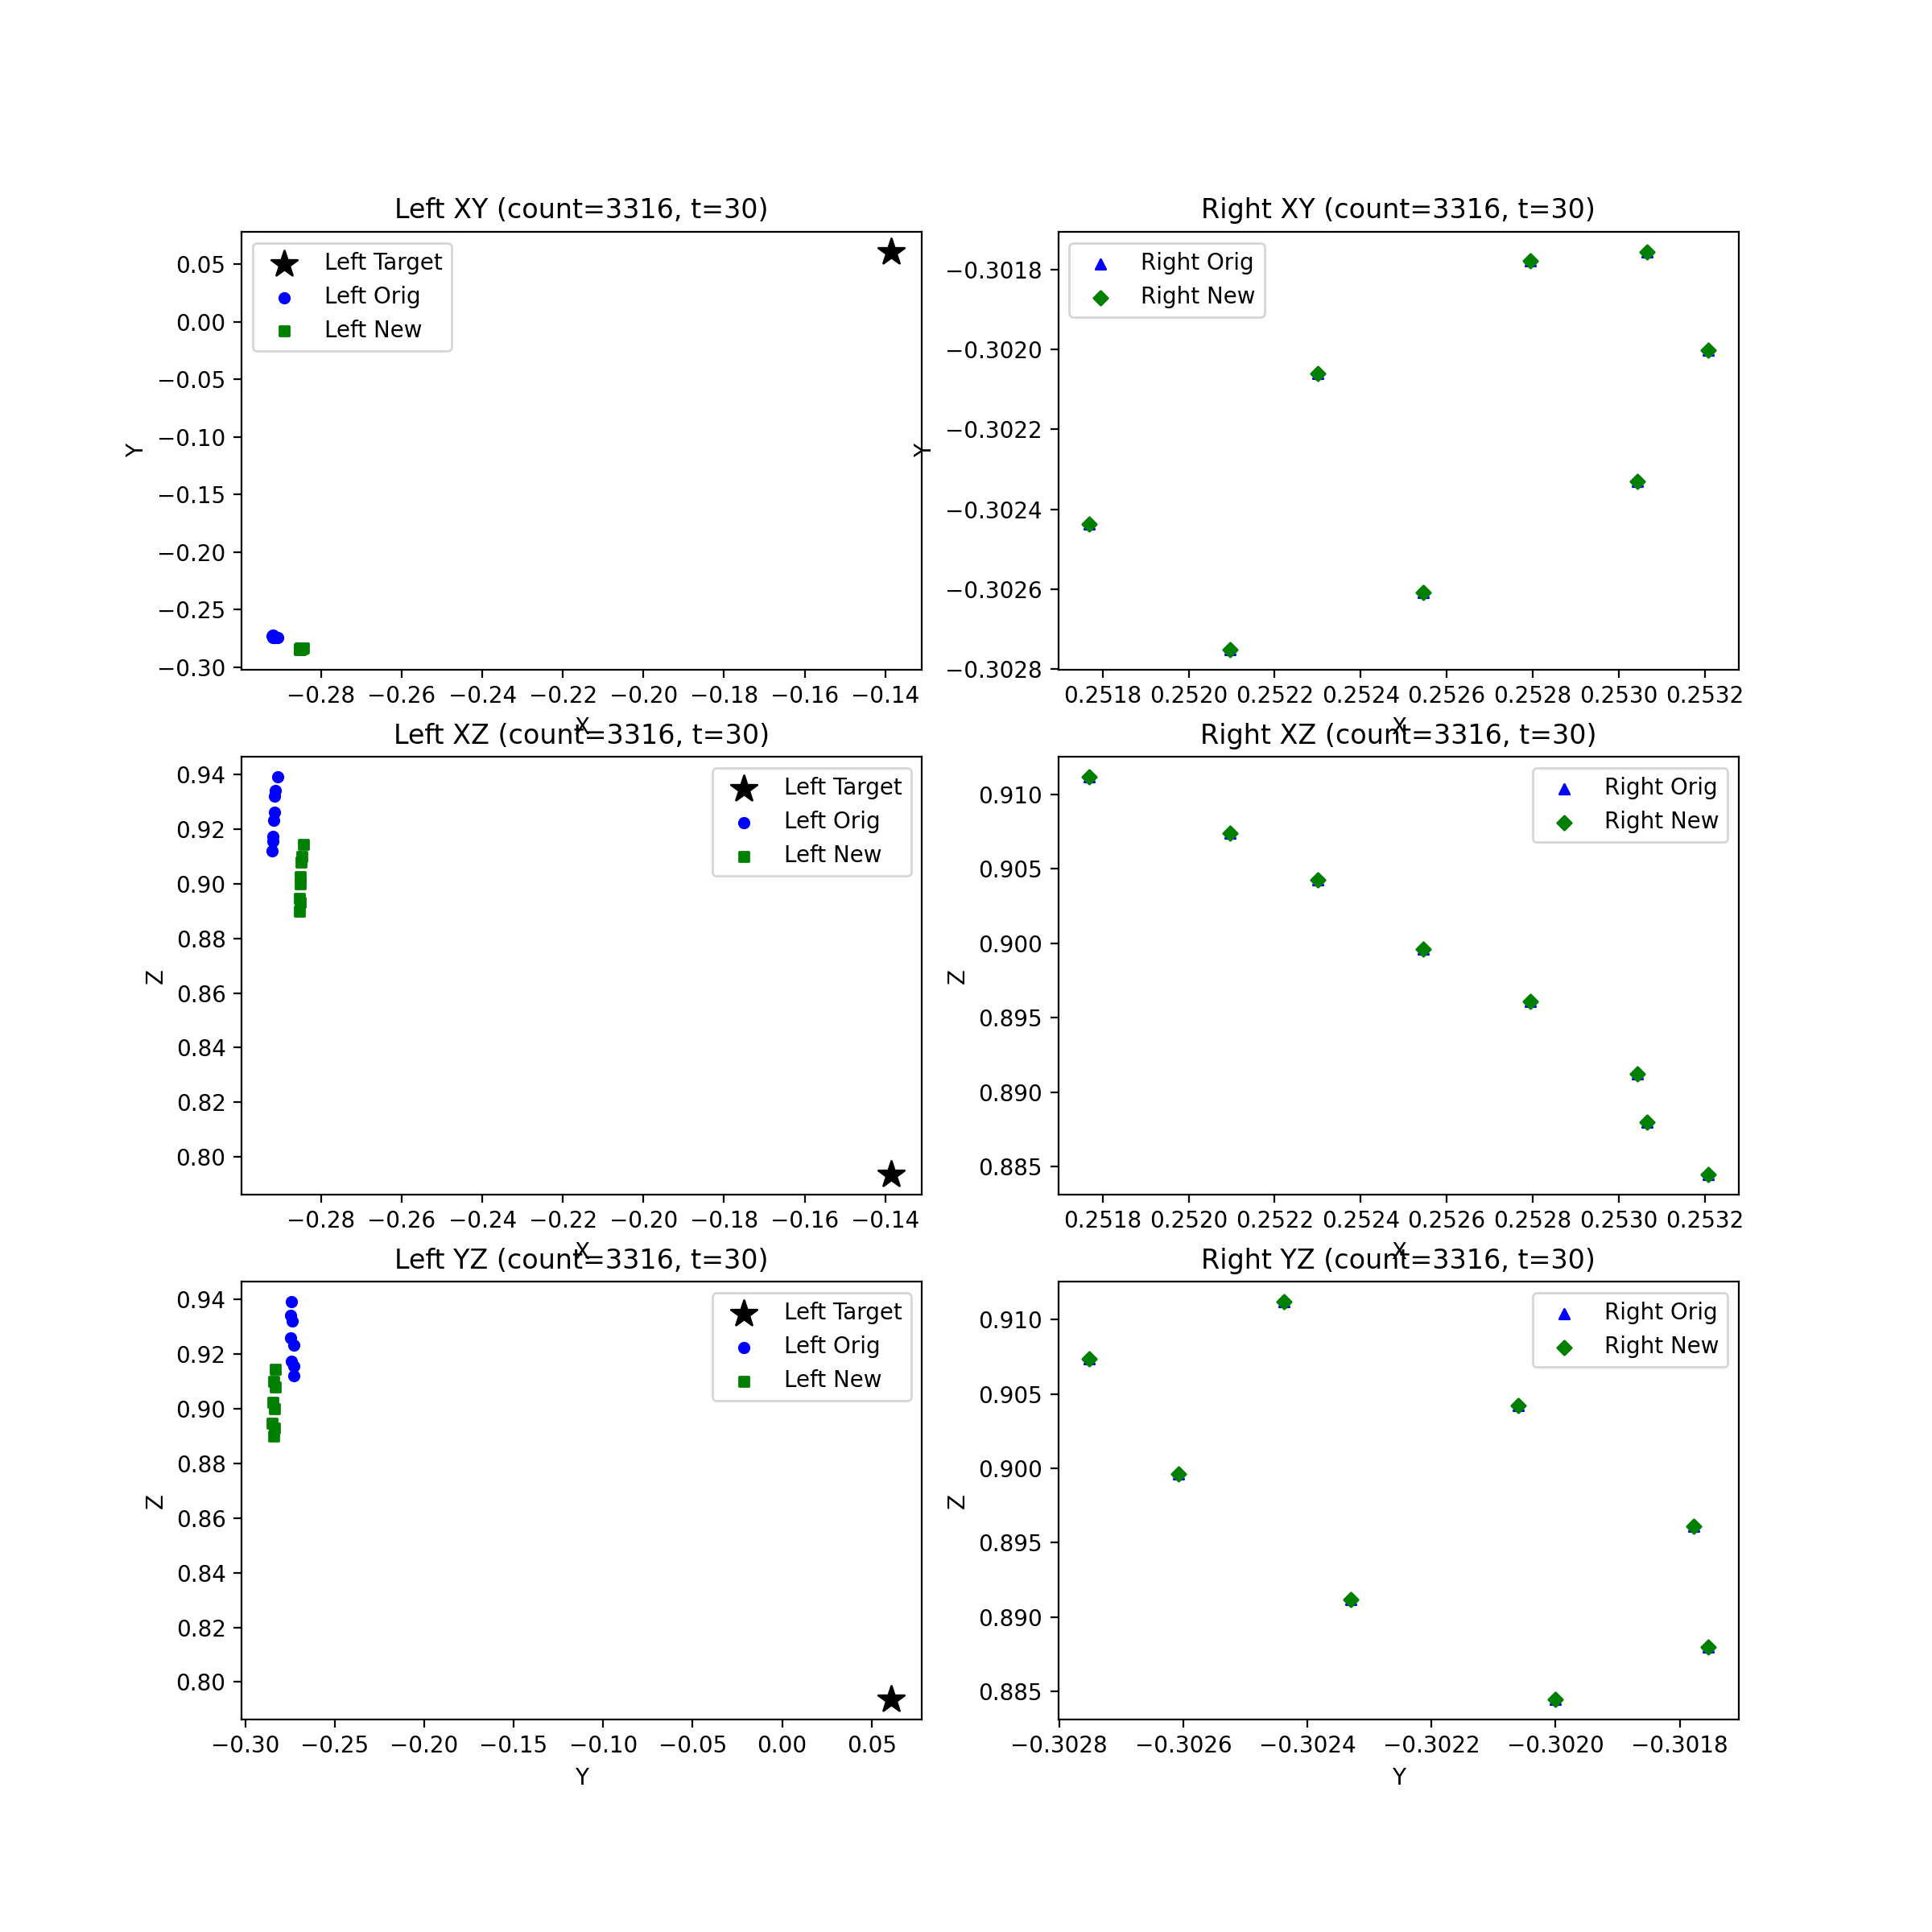 Left XY (count=3316, t=30)
Left Target
Left Orig
Left New
0.05
0.00
−0.05
−0.10
−0.15
−0.20
−0.25
−0.30
Y
−0.28 −0.26 −0.24 −0.22 −0.20 −0.18 −0.16 −0.14
X
Right XY (count=3316, t=30)
Right Orig
Right New
−0.3018
−0.3020
−0.3022
−0.3024
−0.3026
−0.3028
Y
0.2518 0.2520 0.2522 0.2524 0.2526 0.2528 0.2530 0.2532
X
Left XZ (count=3316, t=30)
Left Target
Left Orig
Left New
0.94
0.92
0.90
0.88
0.86
0.84
0.82
0.80
Z
−0.28 −0.26 −0.24 −0.22 −0.20 −0.18 −0.16 −0.14
X
Right XZ (count=3316, t=30)
Right Orig
Right New
0.910
0.905
0.900
0.895
0.890
0.885
Z
0.2518 0.2520 0.2522 0.2524 0.2526 0.2528 0.2530 0.2532
X
Left YZ (count=3316, t=30)
Left Target
Left Orig
Left New
0.94
0.92
0.90
0.88
0.86
0.84
0.82
0.80
Z
−0.30 −0.25 −0.20 −0.15 −0.10 −0.05 0.00 0.05
Y
Right YZ (count=3316, t=30)
Right Orig
Right New
0.910
0.905
0.900
0.895
0.890
0.885
Z
−0.3028 −0.3026 −0.3024 −0.3022 −0.3020 −0.3018
Y